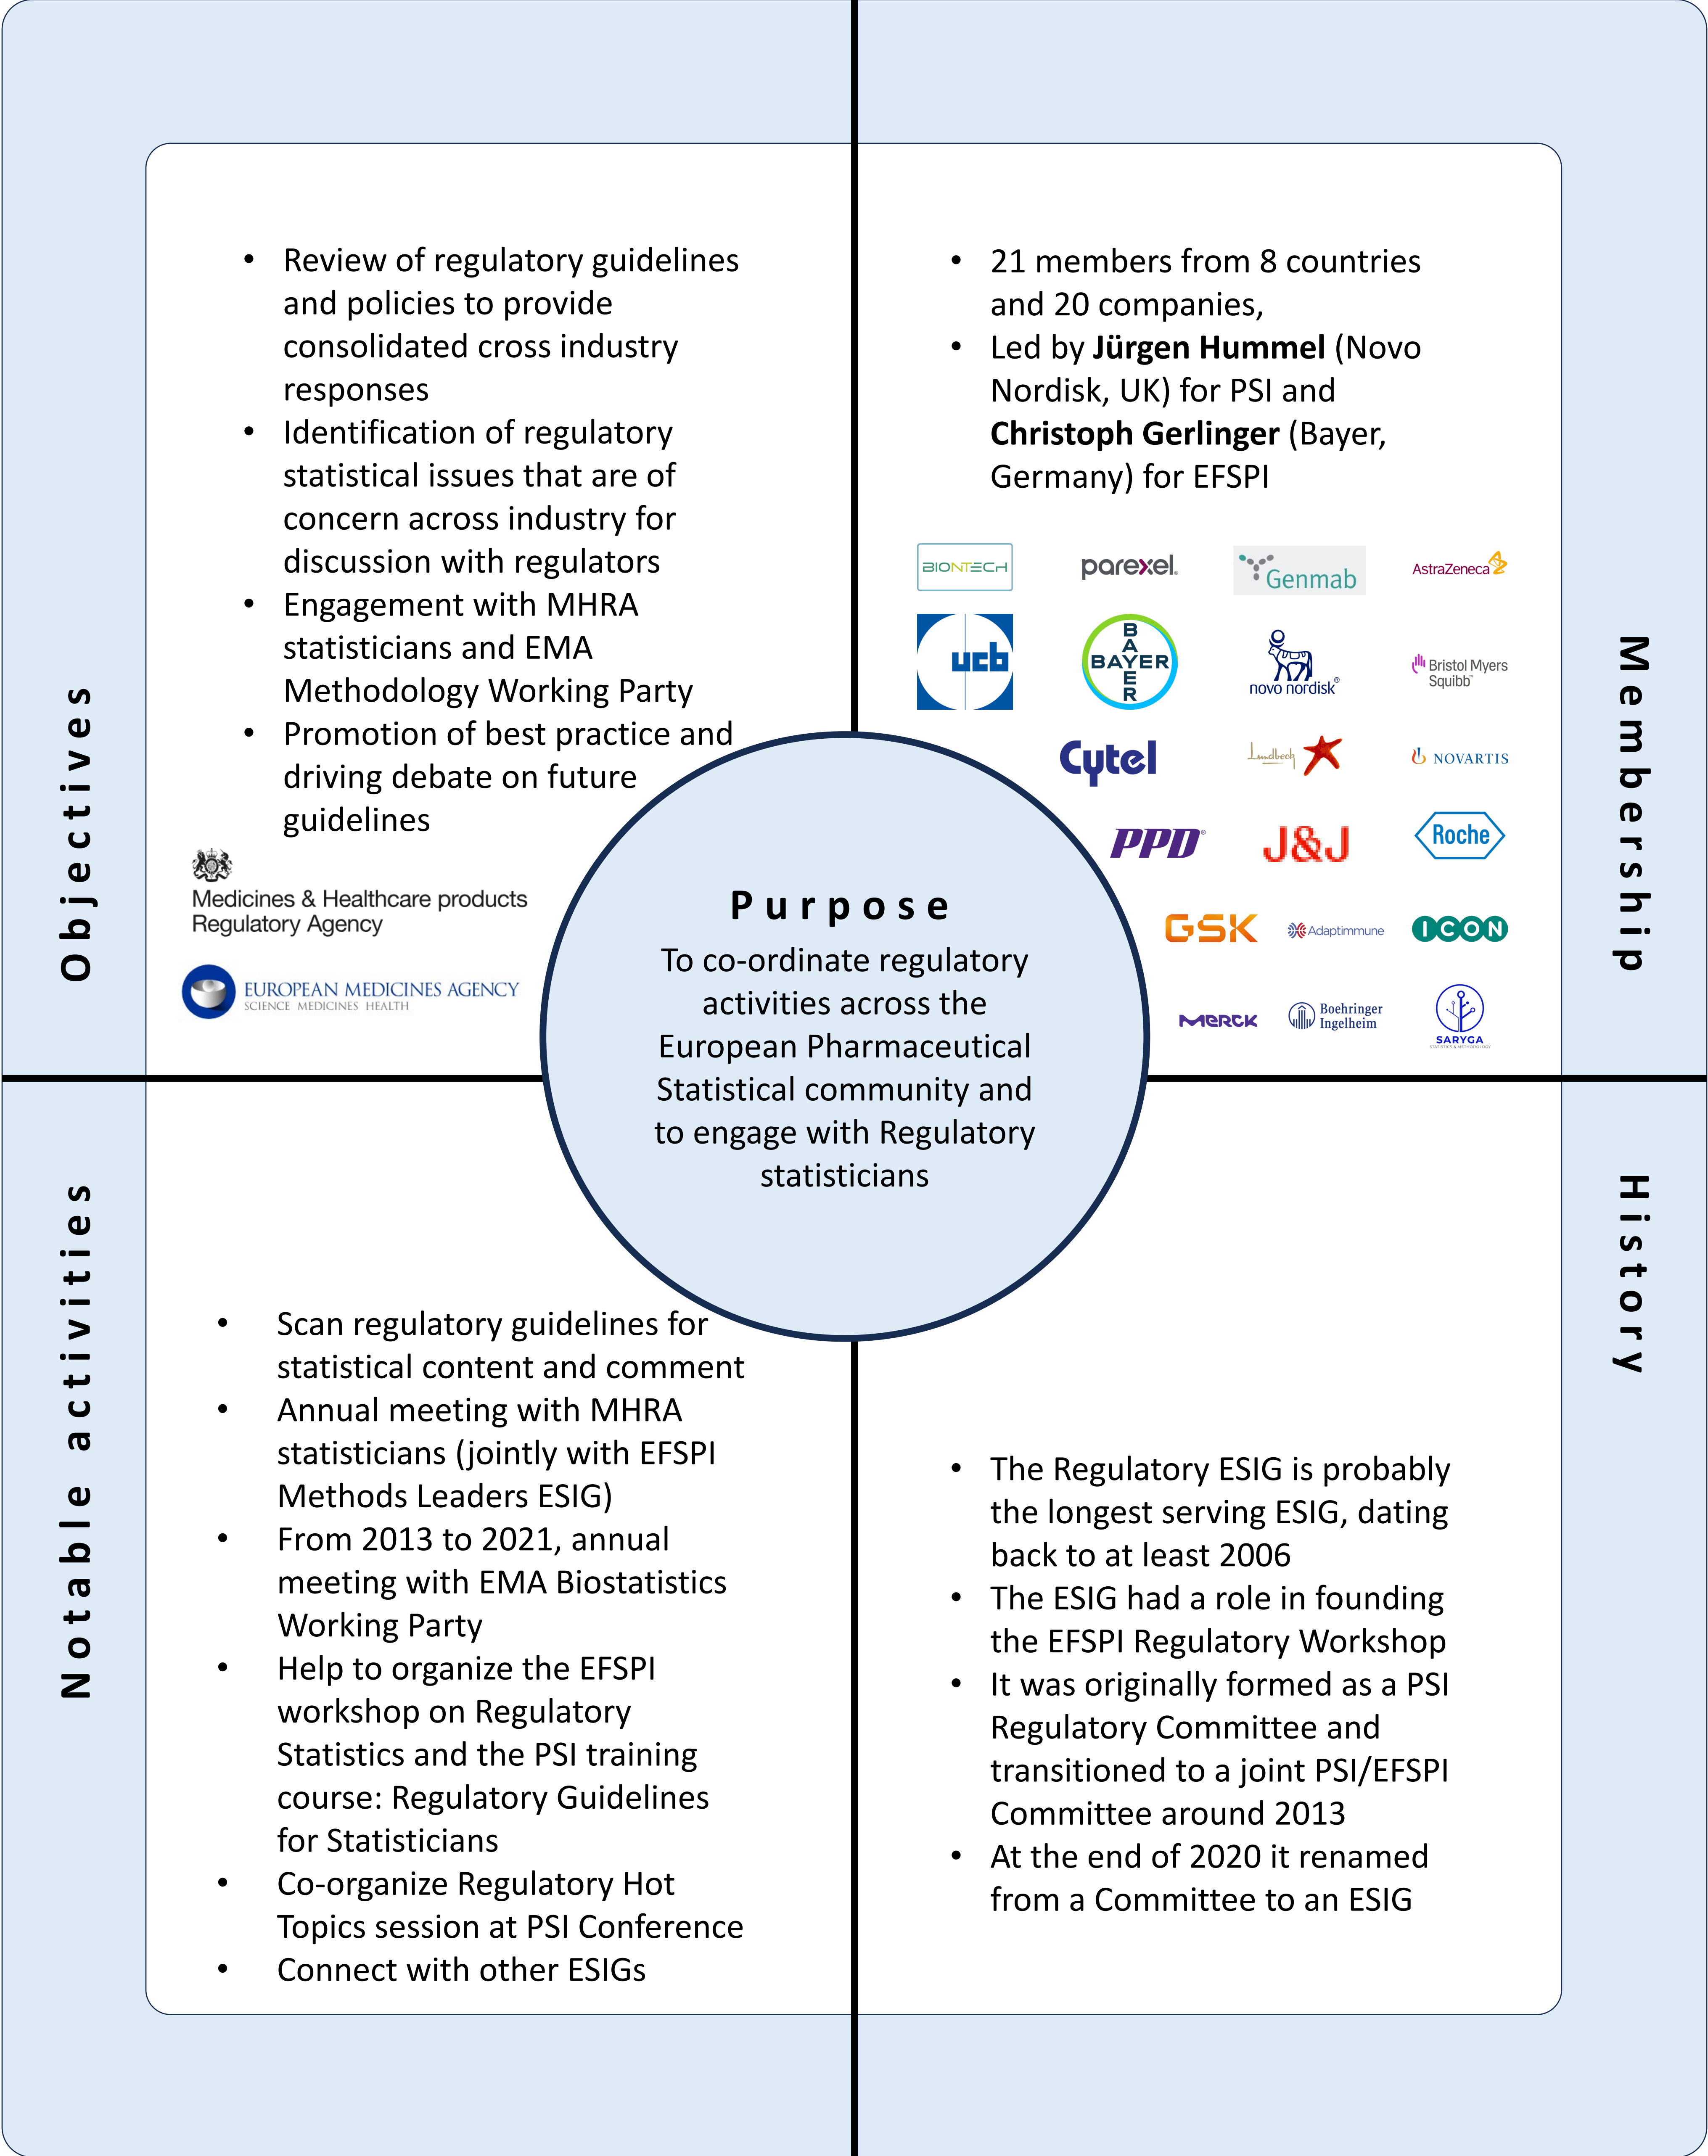 Objectives
• Review of regulatory guidelines
and policies to provide
consolidated cross industry
responses
• Identification of regulatory
statistical issues that are of
concern across industry for
discussion with regulators
• Engagement with MHRA
statisticians and EMA
Methodology Working Party
• Promotion of best practice and
driving debate on future
guidelines
Medicines & Healthcare products
Regulatory Agency
EUROPEAN MEDICINES AGENCY
SCIENCE MEDICINES HEALTH
Membership
• 21 members from 8 countries
and 20 companies,
• Led by Jürgen Hummel (Novo
Nordisk, UK) for PSI and
Christoph Gerlinger (Bayer,
Germany) for EFSPI
BIONTECH
parexel.
Genmab
AstraZeneca
ucb
BAYER
BAYER
novo nordisk®
Bristol Myers
Squibb™
Cytel
Lundbeck
NOVARTIS
PPD®
J&J
Roche
GSK
Adaptimmune
ICON
MERCK
Boehringer
Ingelheim
SARYGA
STATISTICS & METHODOLOGY
Purpose
To co-ordinate regulatory
activities across the
European Pharmaceutical
Statistical community and
to engage with Regulatory
statisticians
Notable activities
• Scan regulatory guidelines for
statistical content and comment
• Annual meeting with MHRA
statisticians (jointly with EFSPI
Methods Leaders ESIG)
• From 2013 to 2021, annual
meeting with EMA Biostatistics
Working Party
• Help to organize the EFSPI
workshop on Regulatory
Statistics and the PSI training
course: Regulatory Guidelines
for Statisticians
• Co-organize Regulatory Hot
Topics session at PSI Conference
• Connect with other ESIGs
History
• The Regulatory ESIG is probably
the longest serving ESIG, dating
back to at least 2006
• The ESIG had a role in founding
the EFSPI Regulatory Workshop
• It was originally formed as a PSI
Regulatory Committee and
transitioned to a joint PSI/EFSPI
Committee around 2013
• At the end of 2020 it renamed
from a Committee to an ESIG